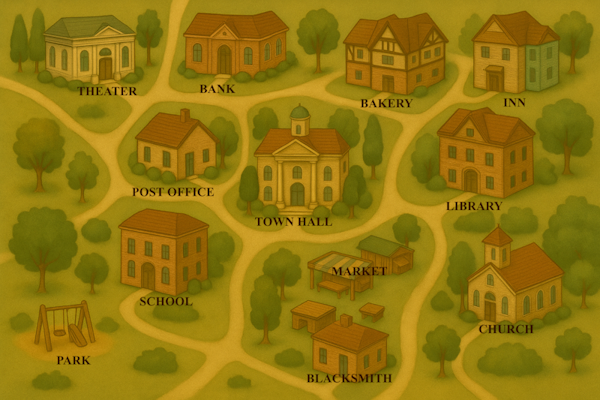 THEATER
BANK
BAKERY
INN
POST OFFICE
TOWN HALL
LIBRARY
MARKET
SCHOOL
CHURCH
PARK
BLACKSMITH